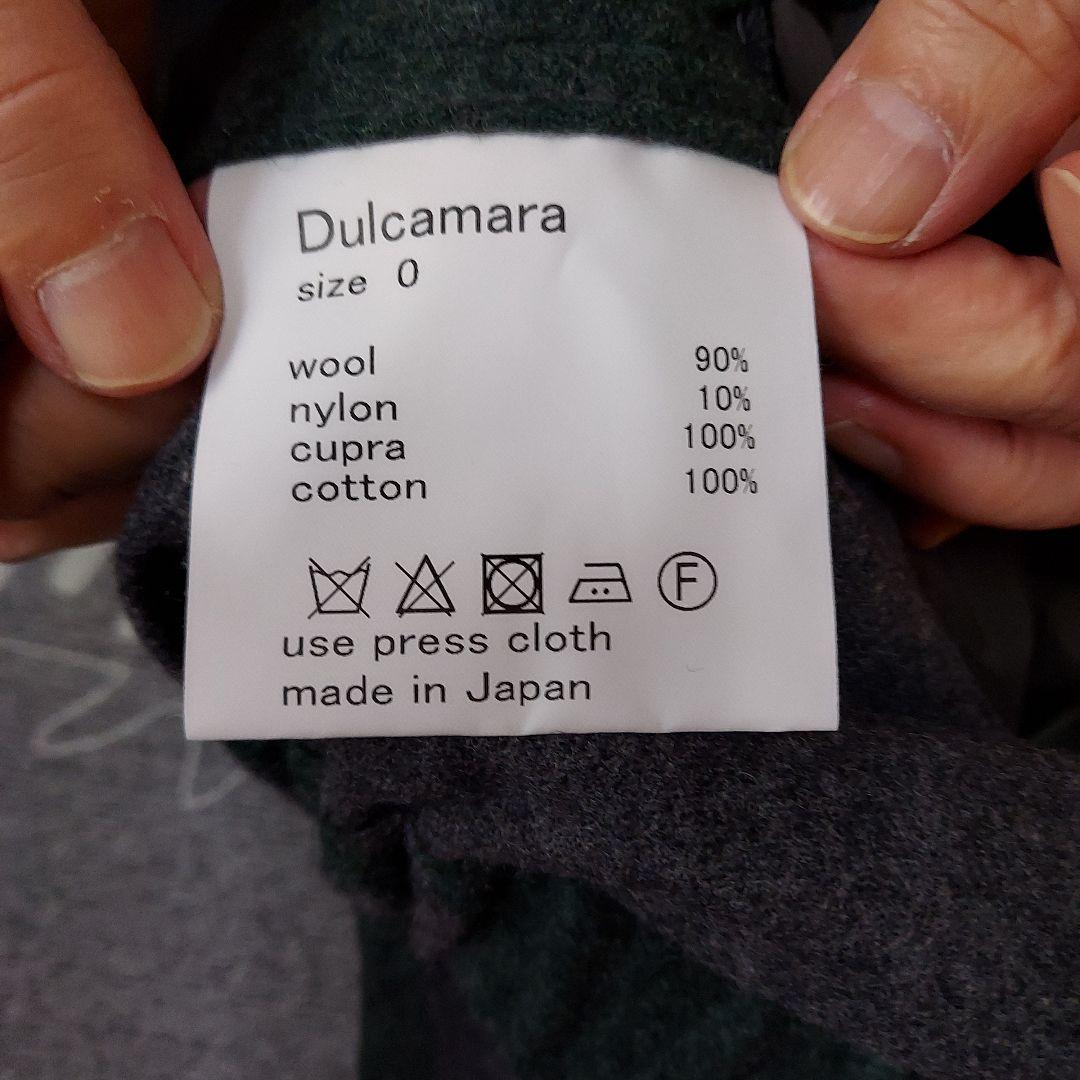 Dulcamara
size 0
wool 90%
nylon 10%
cupra 100%
cotton 100%
F
use press cloth
made in Japan